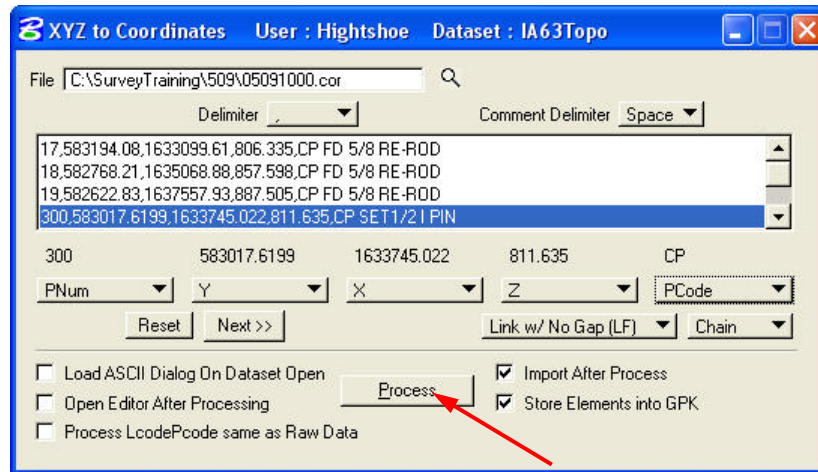 XYZ to Coordinates User : Hightshoe Dataset : IA63Topo
File C:\SurveyTraining\509\05091000.cor
Delimiter , Comment Delimiter Space
17,583194.08,1633099.61,806.335,CP FD 5/8 RE-ROD
18,582768.21,1635068.88,857.598,CP FD 5/8 RE-ROD
19,582622.83,1637557.93,887.505,CP FD 5/8 RE-ROD
300,583017.6199,1633745.022,811.635,CP SET1/2 I PIN
300 583017.6199 1633745.022 811.635 CP
PNum Y X Z PCode
Reset Next >> Link w/ No Gap (LF) Chain
Load ASCII Dialog On Dataset Open
Process
Import After Process
Open Editor After Processing
Store Elements into GPK
Process LcodePcode same as Raw Data